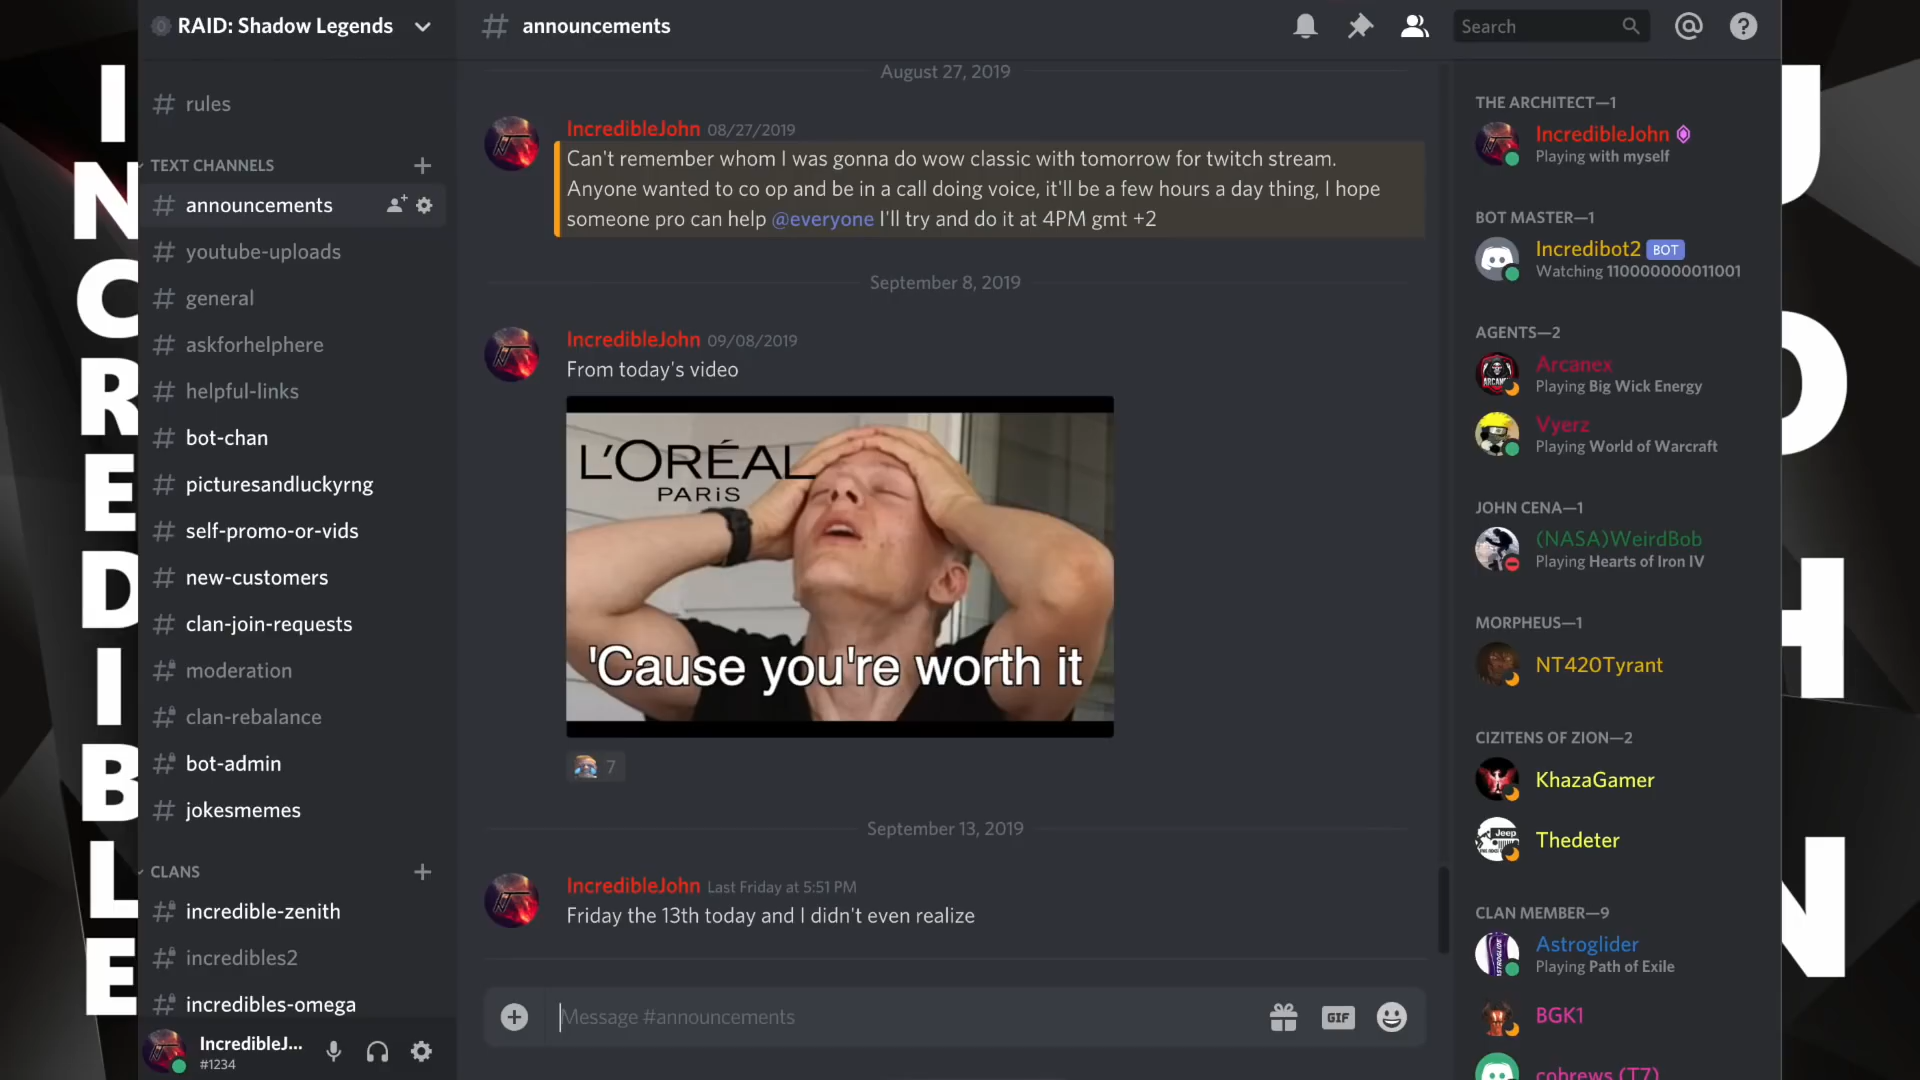 INCREDIBLE
RAID: Shadow Legends
rules
TEXT CHANNELS
announcements
youtube-uploads
general
askforhelphere
helpful-links
bot-chan
picturesandluckyrng
self-promo-or-vids
new-customers
clan-join-requests
moderation
clan-rebalance
bot-admin
jokesmemes
CLANS
incredible-zenith
incredibles2
incredibles-omega
IncredibleJ...
#1234
announcements
Search
August 27, 2019
IncredibleJohn 08/27/2019
Can't remember whom I was gonna do wow classic with tomorrow for twitch stream.
Anyone wanted to co op and be in a call doing voice, it'll be a few hours a day thing, I hope
someone pro can help @everyone I'll try and do it at 4PM gmt +2
September 8, 2019
IncredibleJohn 09/08/2019
From today's video
L'ORÉAL
PARIS
'Cause you're worth it
7
September 13, 2019
IncredibleJohn Last Friday at 5:51 PM
Friday the 13th today and I didn't even realize
Message #announcements
GIF
THE ARCHITECT—1
IncredibleJohn
Playing with myself
BOT MASTER—1
Incredibot2 BOT
Watching 110000000011001
AGENTS—2
Arcanex
Playing Big Wick Energy
Vyerz
Playing World of Warcraft
JOHN CENA—1
(NASA)WeirdBob
Playing Hearts of Iron IV
MORPHEUS—1
NT420Tyrant
CIZITENS OF ZION—2
KhazaGamer
Thedeter
CLAN MEMBER—9
Astroglider
Playing Path of Exile
BGK1
cobrews (T7)
JOHN